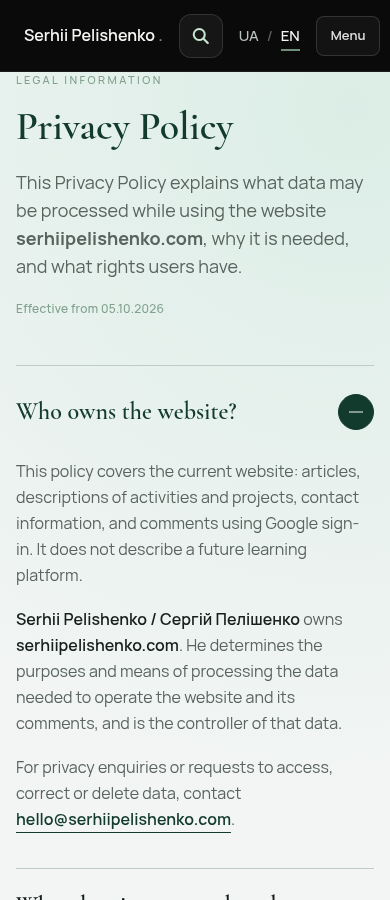 Serhii Pelishenko .
UA / EN
Menu
LEGAL INFORMATION
Privacy Policy
This Privacy Policy explains what data may
be processed while using the website
serhiipelishenko.com, why it is needed,
and what rights users have.
Effective from 05.10.2026
Who owns the website?
This policy covers the current website: articles,
descriptions of activities and projects, contact
information, and comments using Google sign-
in. It does not describe a future learning
platform.
Serhii Pelishenko / Сергій Пелішенко owns
serhiipelishenko.com. He determines the
purposes and means of processing the data
needed to operate the website and its
comments, and is the controller of that data.
For privacy enquiries or requests to access,
correct or delete data, contact
hello@serhiipelishenko.com.